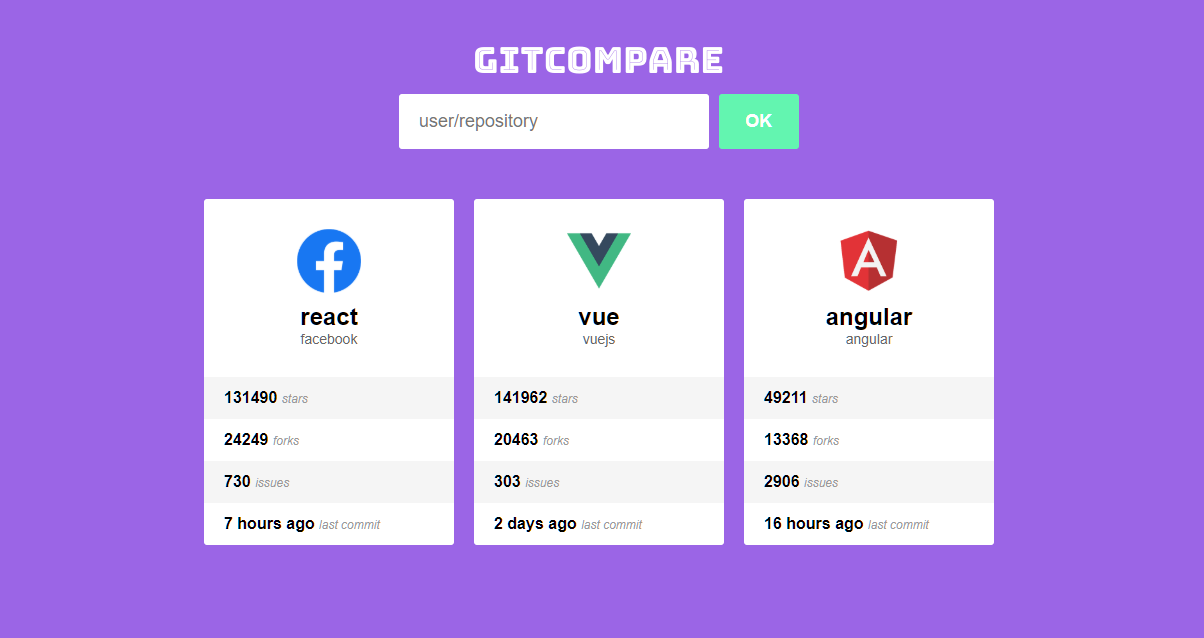 GITCOMPARE
user/repository
OK
react
facebook
131490 stars
24249 forks
730 issues
7 hours ago last commit
vue
vuejs
141962 stars
20463 forks
303 issues
2 days ago last commit
angular
angular
49211 stars
13368 forks
2906 issues
16 hours ago last commit